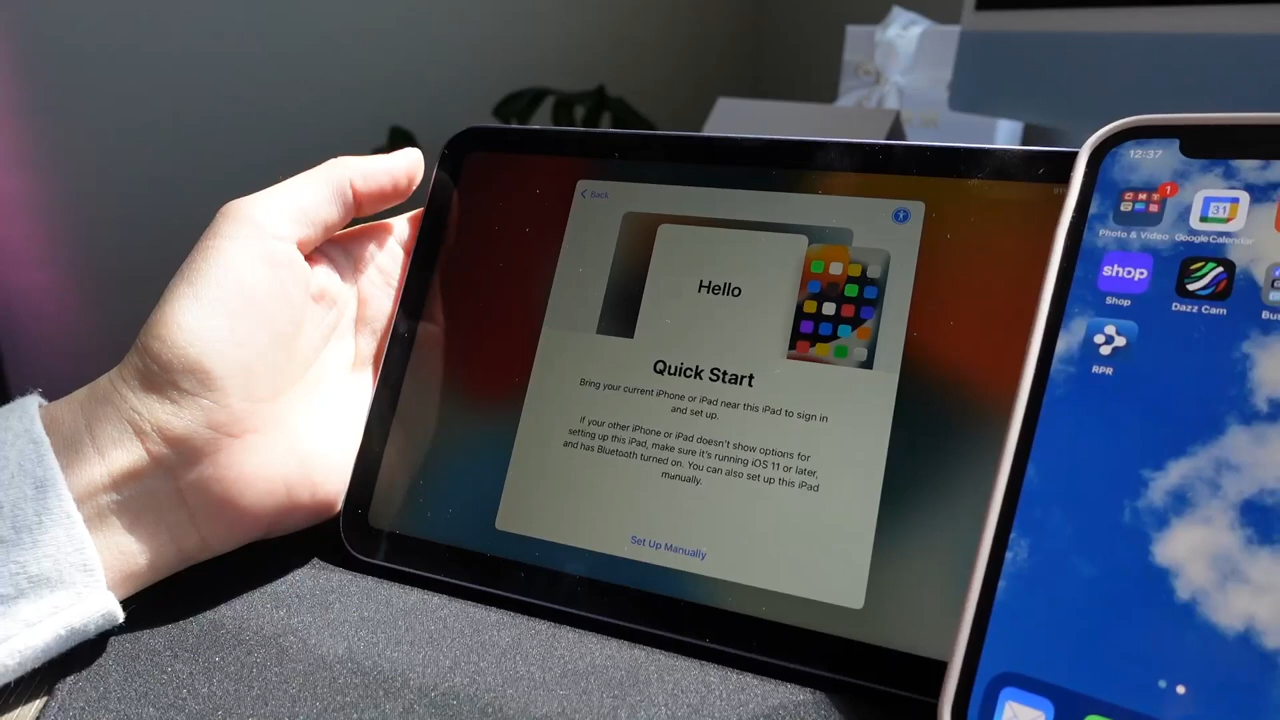 Back
Hello
Quick Start
Bring your current iPhone or iPad near this iPad to sign in
and set up.
If your other iPhone or iPad doesn't show options for
setting up this iPad, make sure it's running iOS 11 or later,
and has Bluetooth turned on. You can also set up this iPad
manually.
Set Up Manually
12:37
1
31
Photo & Video
Google Calendar
shop
Shop
Dazz Cam
RPR